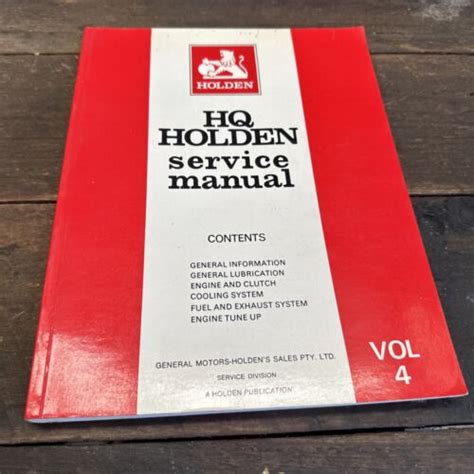 HOLDEN
HQ
HOLDEN
service
manual
CONTENTS
GENERAL INFORMATION
GENERAL LUBRICATION
ENGINE AND CLUTCH
COOLING SYSTEM
FUEL AND EXHAUST SYSTEM
ENGINE TUNE UP
GENERAL MOTORS-HOLDEN'S SALES PTY. LTD.
SERVICE DIVISION
A HOLDEN PUBLICATION
VOL
4